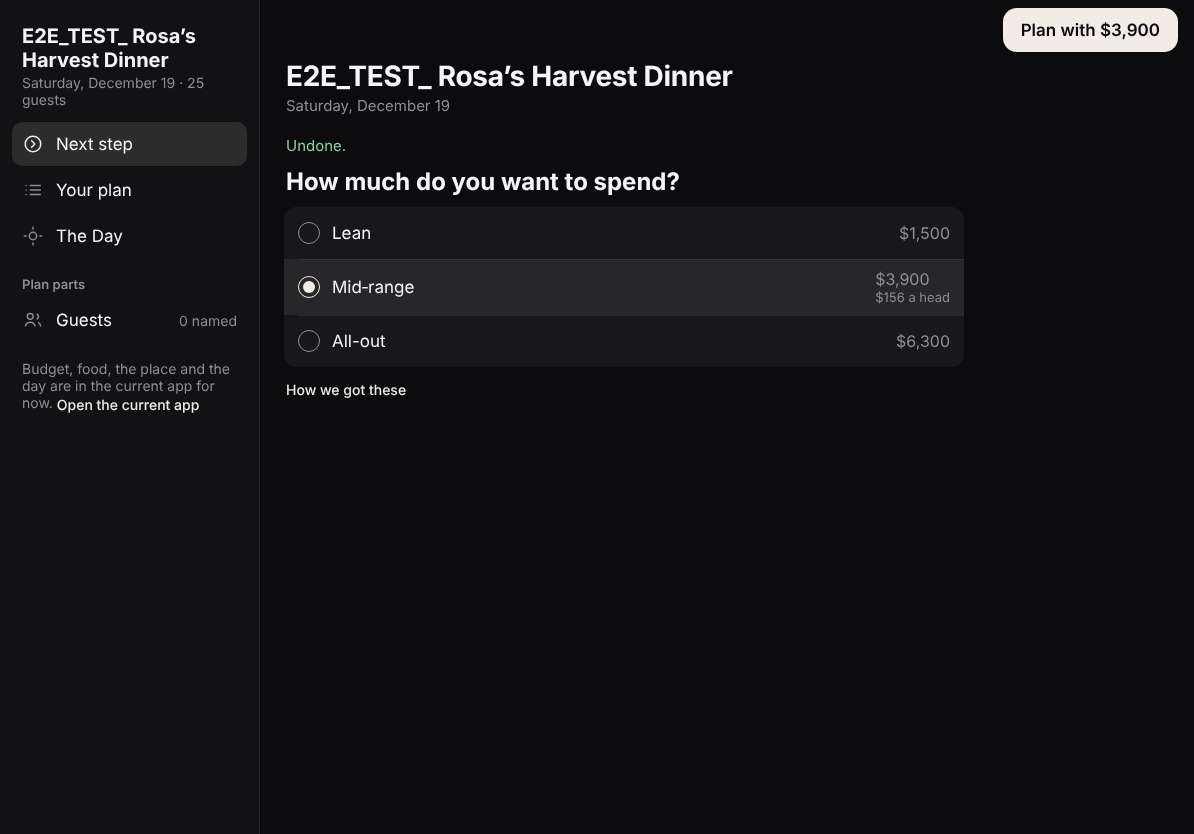 E2E_TEST_ Rosa’s
Harvest Dinner
Saturday, December 19 · 25
guests
Next step
Your plan
The Day
Plan parts
Guests
0 named
Budget, food, the place and the
day are in the current app for
now. Open the current app
Plan with $3,900
E2E_TEST_ Rosa’s Harvest Dinner
Saturday, December 19
Undone.
How much do you want to spend?
Lean
$1,500
Mid-range
$3,900
$156 a head
All-out
$6,300
How we got these